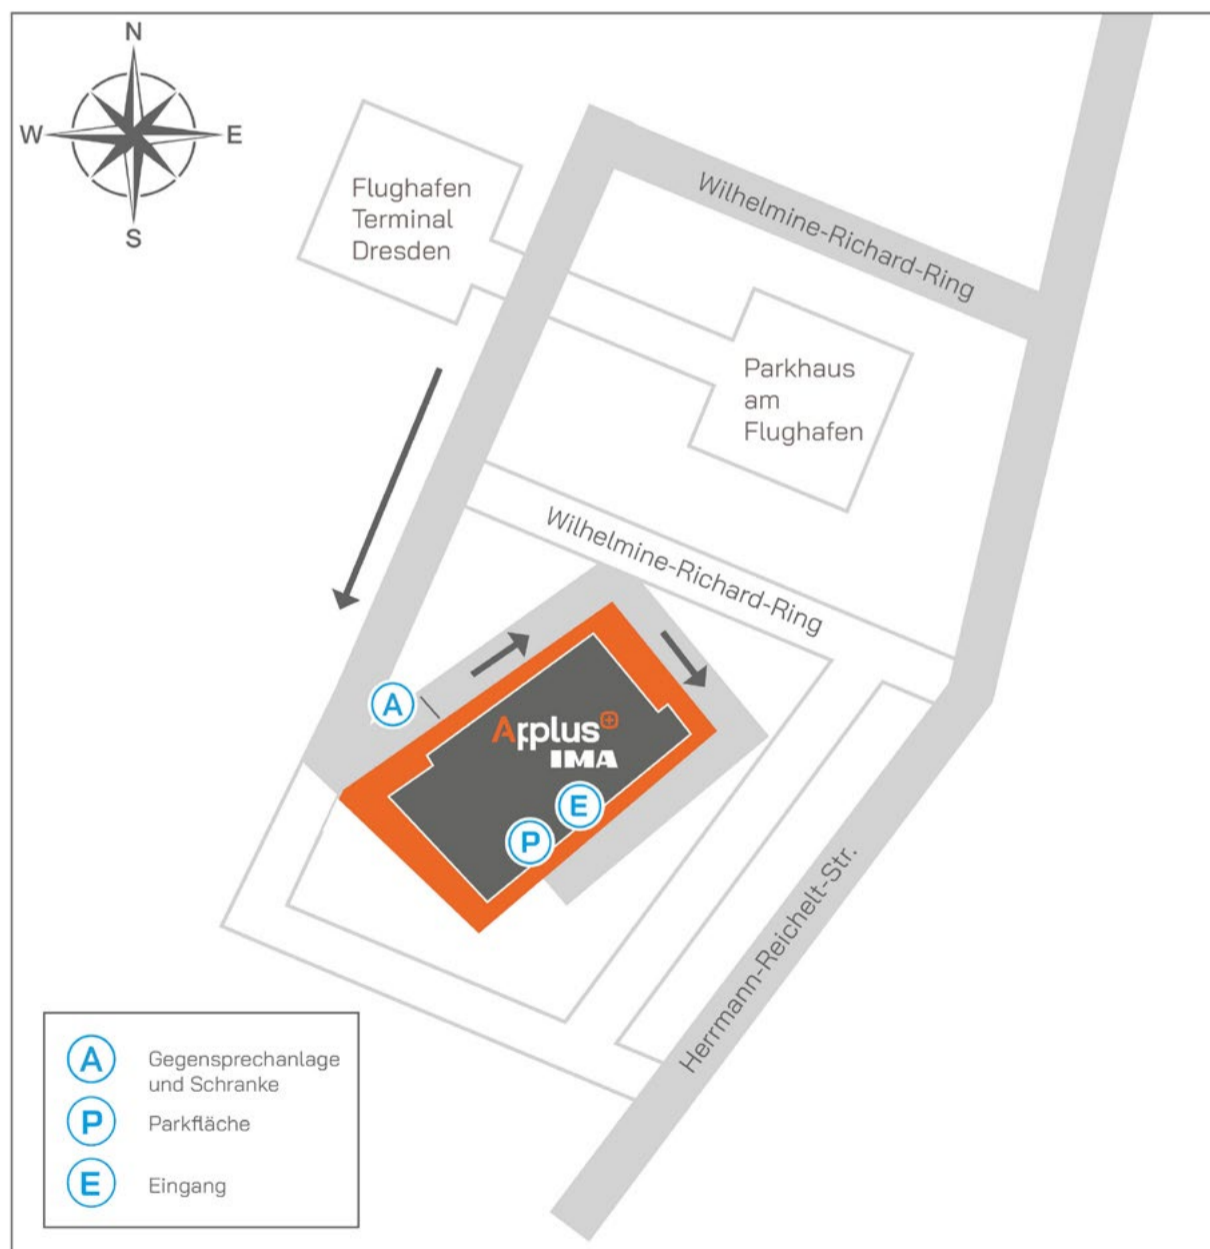 N
W
E
S
Flughafen
Terminal
Dresden
Wilhelmine-Richard-Ring
Parkhaus
am
Flughafen
Wilhelmine-Richard-Ring
A
Applus+
IMA
E
P
Herrmann-Reichelt-Str.
A
Gegensprechanlage
und Schranke
P
Parkfläche
E
Eingang